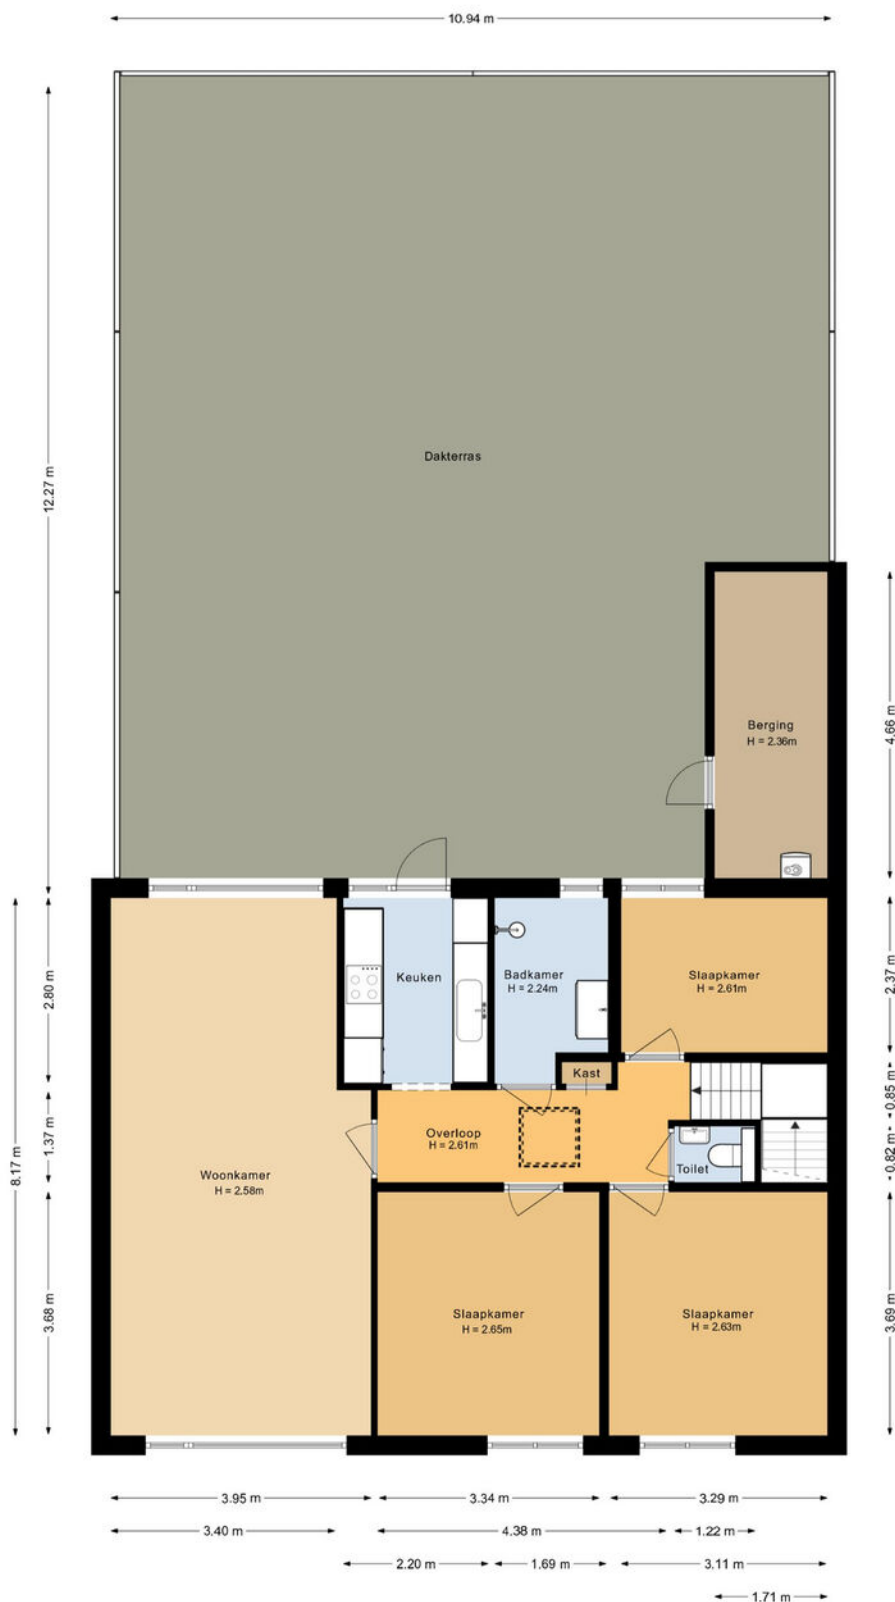 10.94 m
12.27 m
Dakterras
4.66 m
Berging
H = 2.36m
2.80 m
Keuken
Badkamer
H = 2.24m
Slaapkamer
H = 2.61m
2.37 m
Kast
0.85 m
8.17 m
1.37 m
Overloop
H = 2.61m
Toilet
0.82 m
Woonkamer
H = 2.58m
3.68 m
Slaapkamer
H = 2.65m
Slaapkamer
H = 2.63m
3.69 m
3.95 m
3.34 m
3.29 m
3.40 m
4.38 m
1.22 m
2.20 m
1.69 m
3.11 m
1.71 m